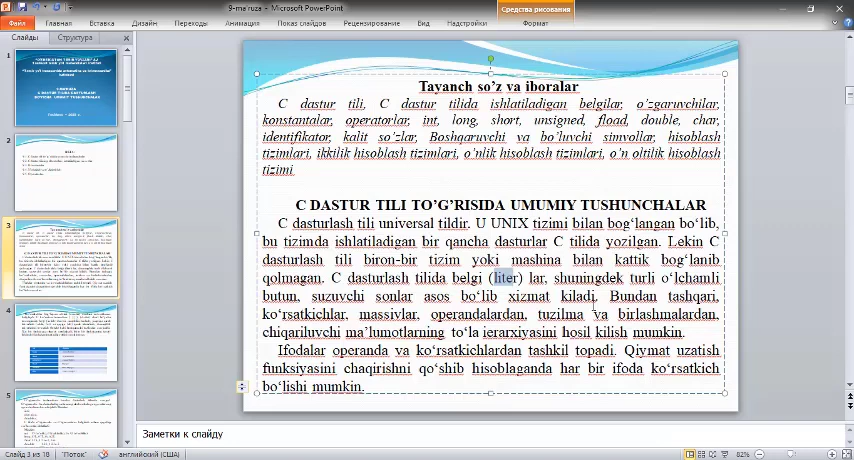 9-ma'ruza - Microsoft PowerPoint
Средства рисования
Файл Главная Вставка Дизайн Переходы Анимация Показ слайдов Рецензирование Вид Надстройки Формат
Слайды Структура
1
2
3
4
5
Tayanch so'z va iboralar
C dastur tili, C dastur tilida ishlatiladigan belgilar, o'zgaruvchilar,
konstantalar, operatorlar, int, long, short, unsigned, fload, double, char,
identifikator, kalit so'zlar, Boshqaruvchi va bo'luvchi simvollar, hisoblash
tizimlari, ikkilik hisoblash tizimlari, o'nlik hisoblash tizimlari, o'n oltilik hisoblash
tizimi
C DASTUR TILI TO'G'RISIDA UMUMIY TUSHUNCHALAR
C dasturlash tili universal tildir. U UNIX tizimi bilan bog'langan bo'lib,
bu tizimda ishlatiladigan bir qancha dasturlar C tilida yozilgan. Lekin C
dasturlash tili biron-bir tizim yoki mashina bilan kattik bog'lanib
qolmagan. C dasturlash tilida belgi (liter) lar, shuningdek turli o'lchamli
butun, suzuvchi sonlar asos bo'lib xizmat kiladi. Bundan tashqari,
ko'rsatkichlar, massivlar, operandalardan, tuzilma va birlashmalardan,
chiqariluvchi ma'lumotlarning to'la ierarxiyasini hosil kilish mumkin.
Ifodalar operanda va ko'rsatkichlardan tashkil topadi. Qiymat uzatish
funksiyasini chaqirishni qo'shib hisoblaganda har bir ifoda ko'rsatkich
bo'lishi mumkin.
Заметки к слайду
Слайд 3 из 18 "Поток" английский (США) 82%